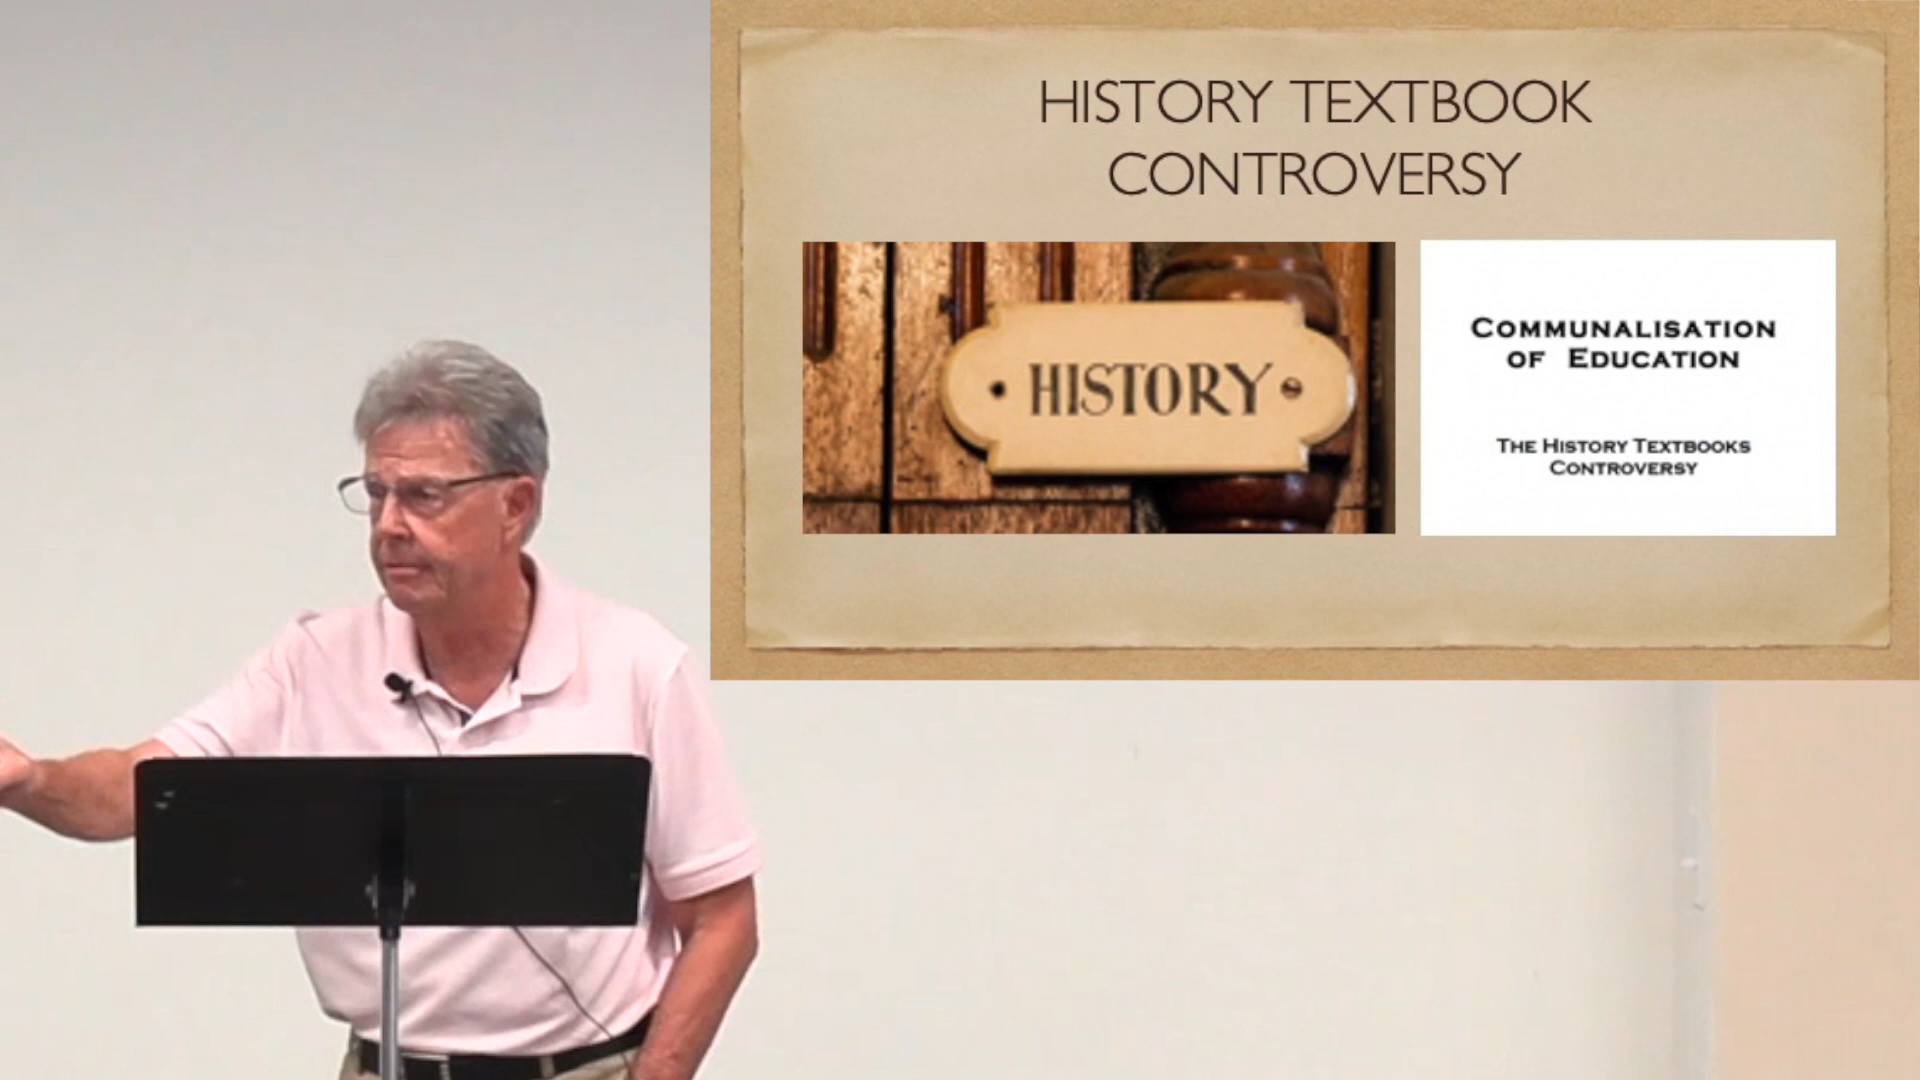 HISTORY TEXTBOOK
CONTROVERSY
HISTORY
COMMUNALISATION
OF EDUCATION
THE HISTORY TEXTBOOKS
CONTROVERSY